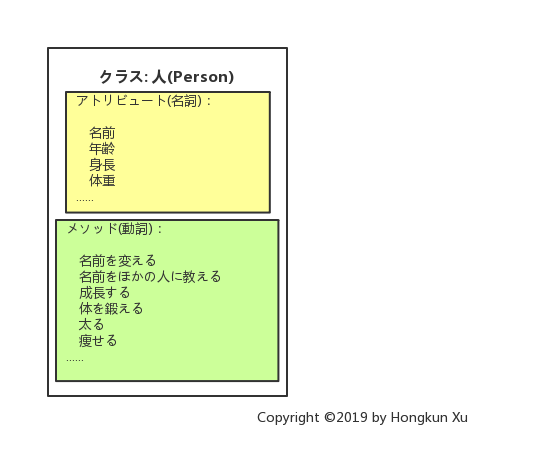 クラス: 人(Person)
アトリビュート(名詞)：
名前
年齢
身長
体重
......
メソッド(動詞)：
名前を変える
名前をほかの人に教える
成長する
体を鍛える
太る
痩せる
......
Copyright ©2019 by Hongkun Xu